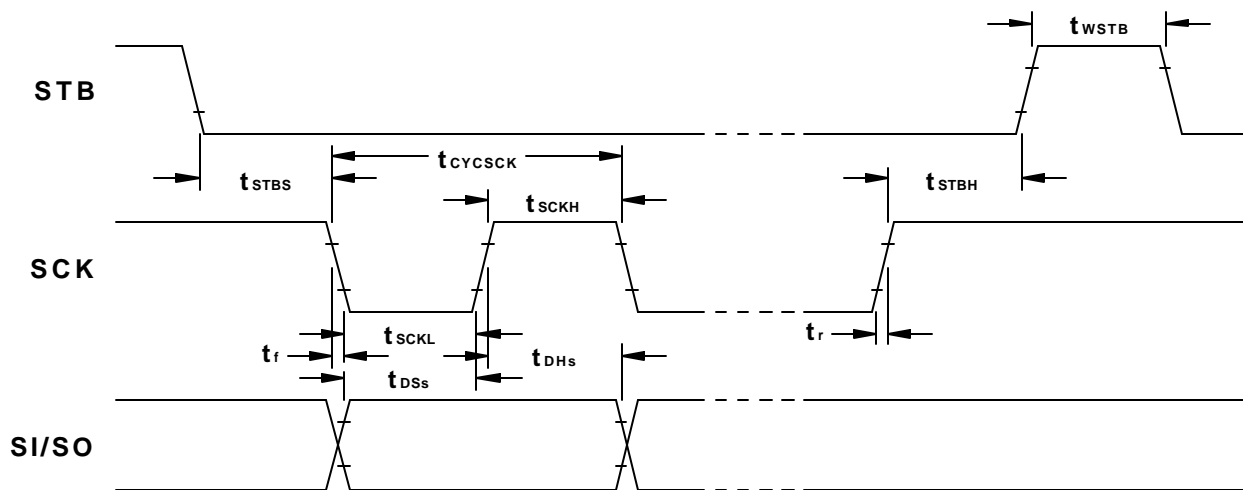 tWSTB
STB
tCYCSCK
tSTBS
tSTBH
tSCKH
SCK
tSCKL
tr
tf
tDHs
tDSs
SI/SO